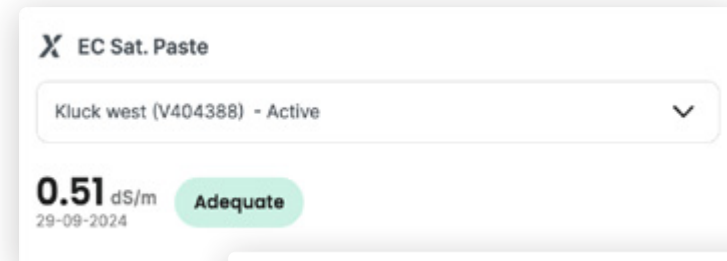 EC Sat. Paste
Kluck west (V404388) - Active
0.51 dS/m Adequate
29-09-2024